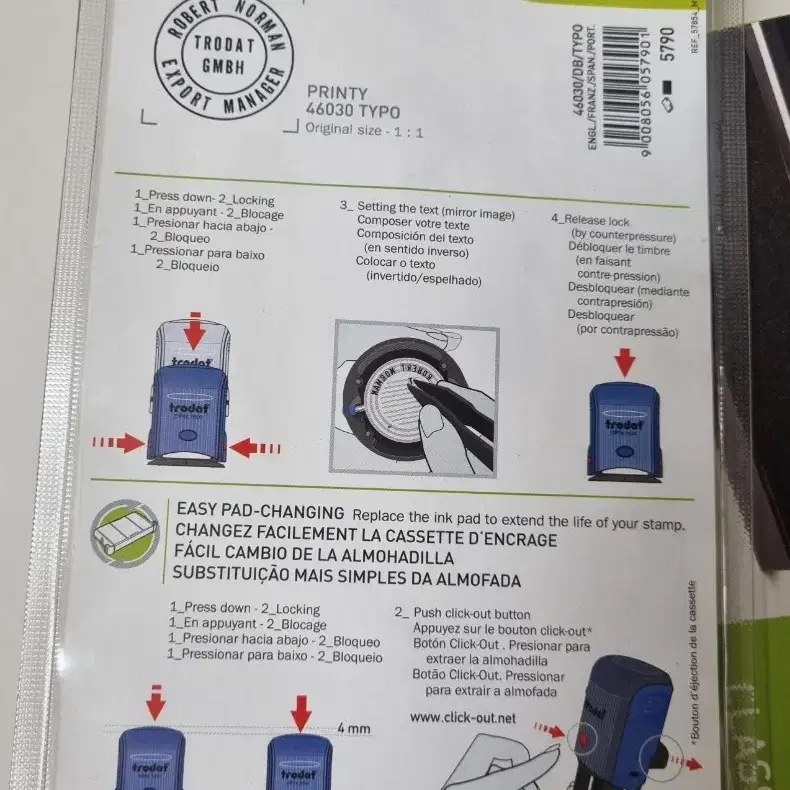 ROBERT NORMAN
TRODAT
GMBH
EXPORT MANAGER
PRINTY
46030 TYPO
Original size - 1 : 1
46030/DB/TYPO
ENGL./FRANZ./SPAN./PORT.
9 008056 057901
5790
REF_57854_M
1_Press down- 2_Locking
1_En appuyant - 2_Blocage
1_Presionar hacia abajo -
2_Bloqueo
1_Pressionar para baixo
2_Bloqueio
3_ Setting the text (mirror image)
Composer votre texte
Composición del texto
(en sentido inverso)
Colocar o texto
(invertido/espelhado)
4_Release lock
(by counterpressure)
Débloquer le timbre
(en faisant
contre-pression)
Desbloquear (mediante
contrapresión)
Desbloquear
(por contrapressão)
trodat
trodat
ROBERT NORMAN
trodat
EASY PAD-CHANGING Replace the ink pad to extend the life of your stamp.
CHANGEZ FACILEMENT LA CASSETTE D'ENCRAGE
FÁCIL CAMBIO DE LA ALMOHADILLA
SUBSTITUIÇÃO MAIS SIMPLES DA ALMOFADA
1_Press down - 2_Locking
1_En appuyant - 2_Blocage
1_Presionar hacia abajo - 2_Bloqueo
1_Pressionar para baixo - 2_Bloqueio
2_ Push click-out button
Appuyez sur le bouton click-out*
Botón Click-Out . Presionar para
extraer la almohadilla
Botão Click-Out. Pressionar
para extrair a almofada
www.click-out.net
*Bouton d'éjection de la cassette
4 mm
trodat
trodat
trodat